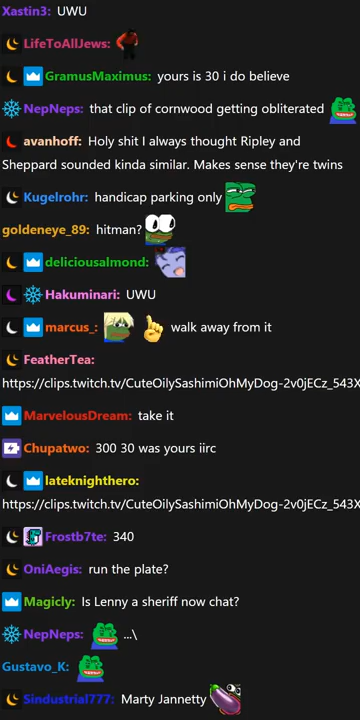 Xastin3: UWU
LifeToAllJews:
GramusMaximus: yours is 30 i do believe
NepNeps: that clip of cornwood getting obliterated
avanhoff: Holy shit I always thought Ripley and
Sheppard sounded kinda similar. Makes sense they're twins
Kugelrohr: handicap parking only
goldeneye_89: hitman?
deliciousalmond:
Hakuminari: UWU
marcus_: walk away from it
FeatherTea:
https://clips.twitch.tv/CuteOilySashimiOhMyDog-2v0jECz_543X
MarvelousDream: take it
Chupatwo: 300 30 was yours iirc
lateknighthero:
https://clips.twitch.tv/CuteOilySashimiOhMyDog-2v0jECz_543X
Frostb7te: 340
OniAegis: run the plate?
Magicly: Is Lenny a sheriff now chat?
NepNeps: ...\
Gustavo_K:
Sindustrial777: Marty Jannetty